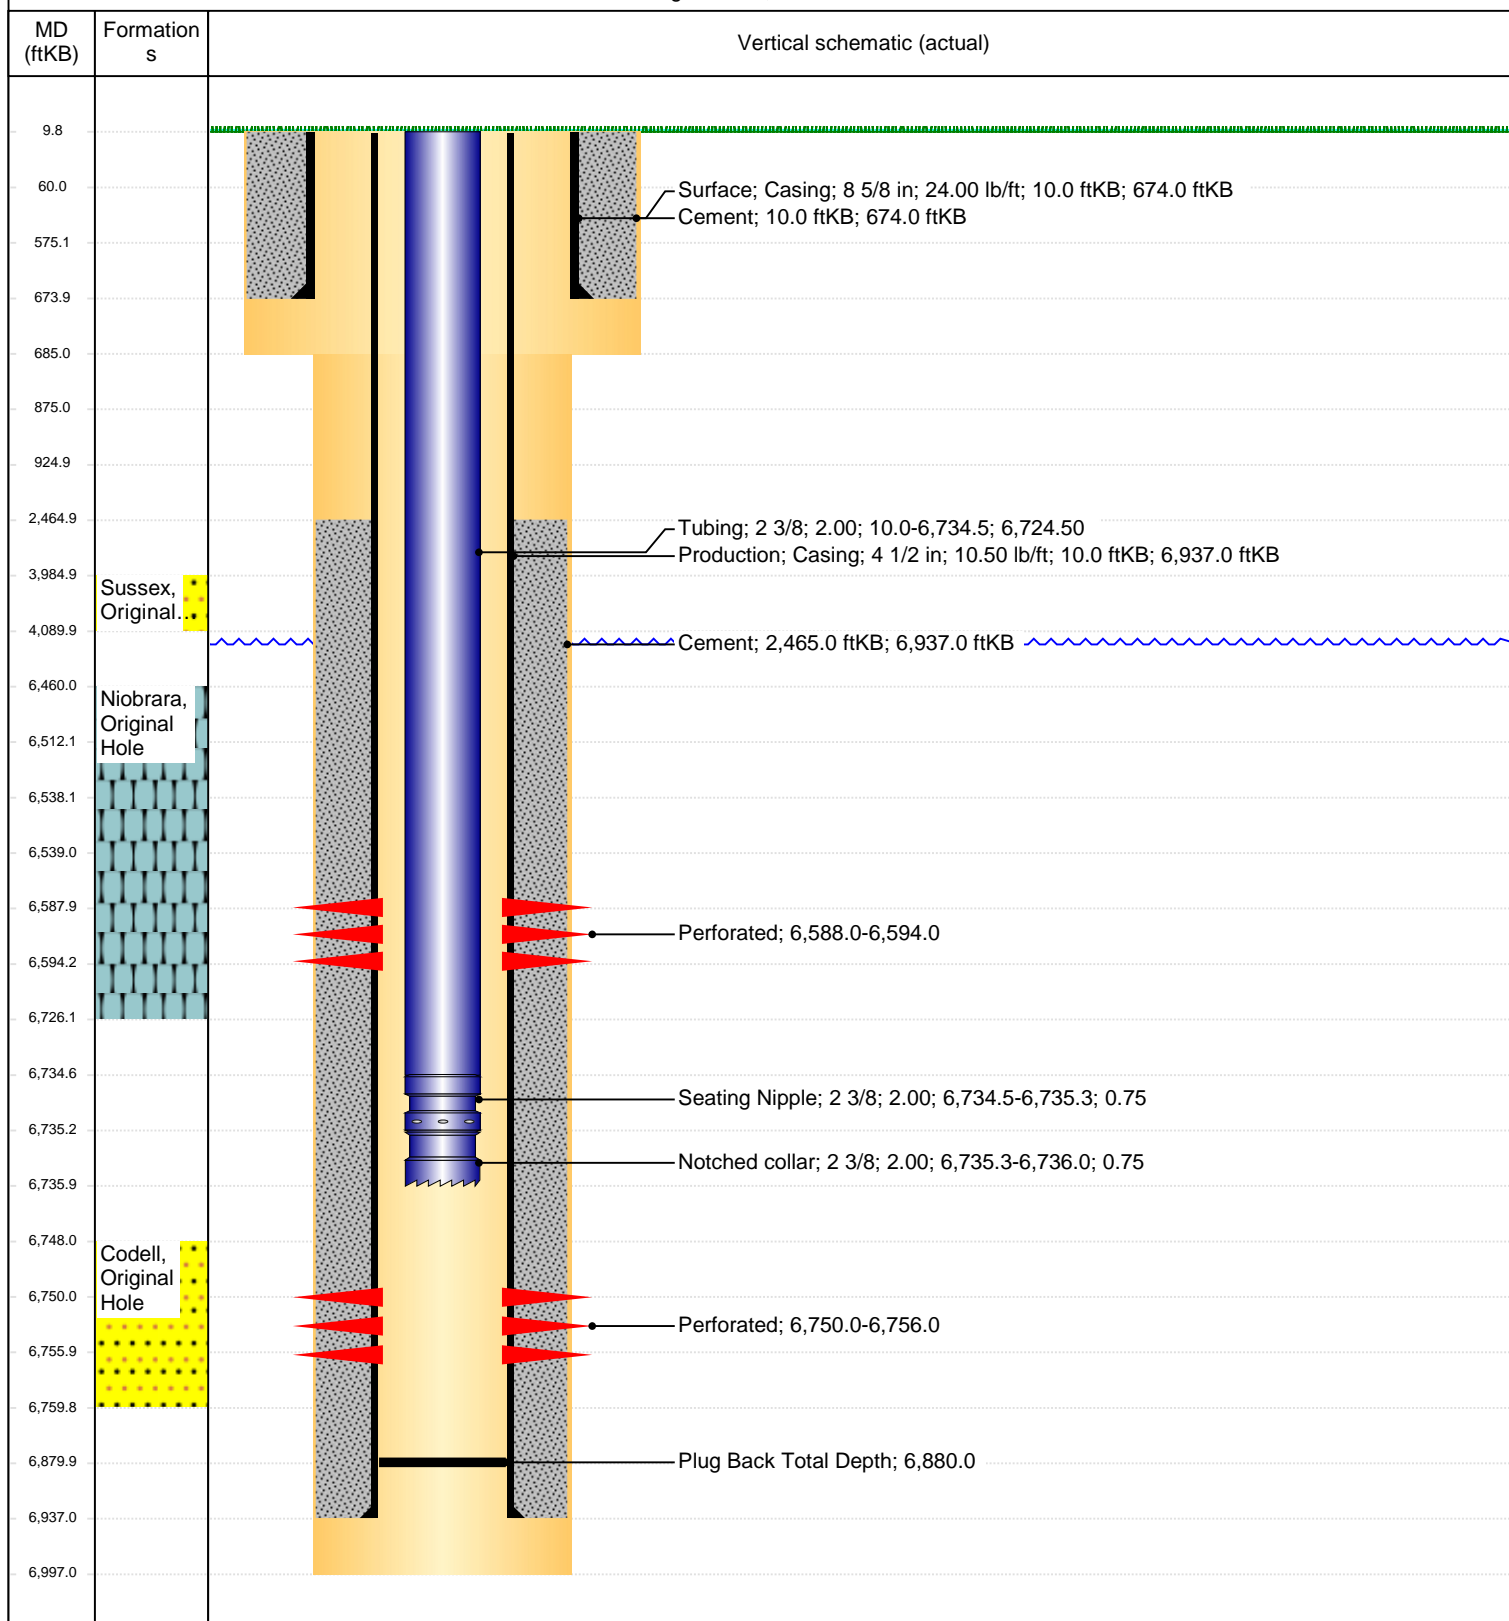 MD
(ftKB)
Formation
s
Vertical schematic (actual)
9.8
60.0
575.1
673.9
685.0
875.0
924.9
2,464.9
3,984.9
4,089.9
6,460.0
6,512.1
6,538.1
6,539.0
6,587.9
6,594.2
6,726.1
6,734.6
6,735.2
6,735.9
6,748.0
6,750.0
6,755.9
6,759.8
6,879.9
6,937.0
6,997.0
Sussex,
Original...
Niobrara,
Original
Hole
Codell,
Original
Hole
Surface; Casing; 8 5/8 in; 24.00 lb/ft; 10.0 ftKB; 674.0 ftKB
Cement; 10.0 ftKB; 674.0 ftKB
Tubing; 2 3/8; 2.00; 10.0-6,734.5; 6,724.50
Production; Casing; 4 1/2 in; 10.50 lb/ft; 10.0 ftKB; 6,937.0 ftKB
Cement; 2,465.0 ftKB; 6,937.0 ftKB
Perforated; 6,588.0-6,594.0
Seating Nipple; 2 3/8; 2.00; 6,734.5-6,735.3; 0.75
Notched collar; 2 3/8; 2.00; 6,735.3-6,736.0; 0.75
Perforated; 6,750.0-6,756.0
Plug Back Total Depth; 6,880.0